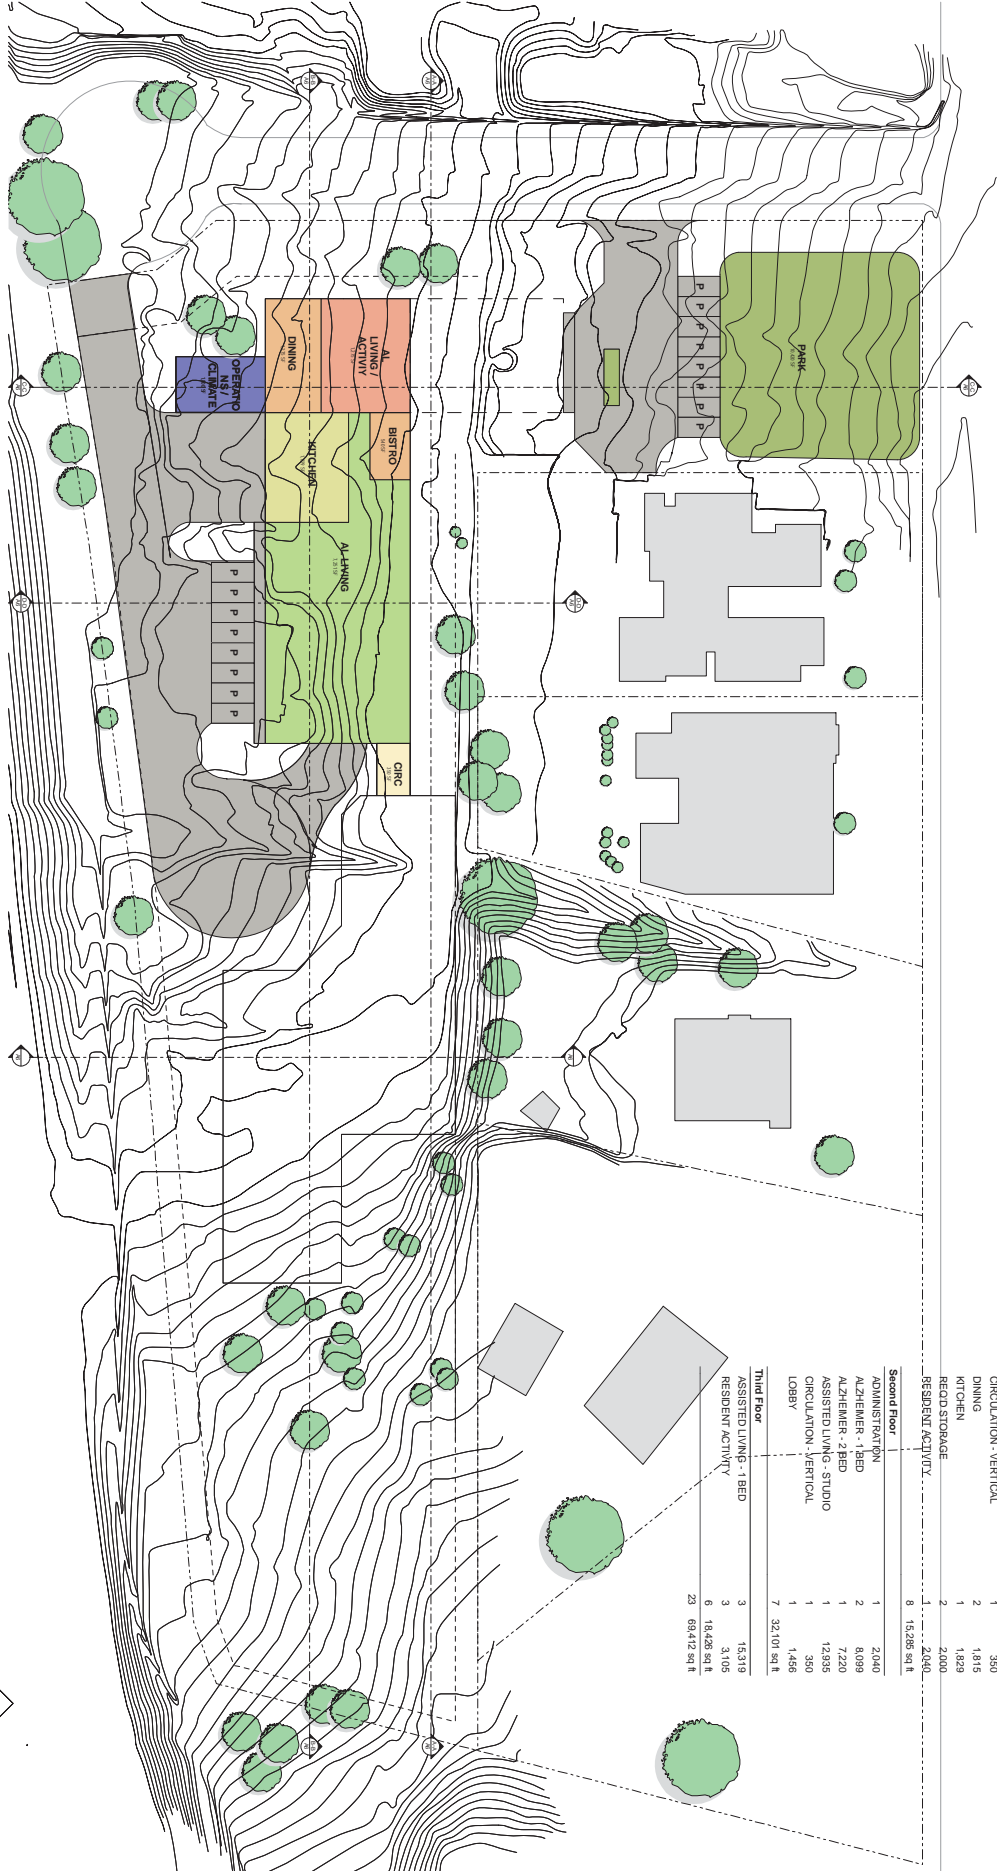 PARK
P
P
P
P
P
P
P
P
AL
LIVING /
ACTIVITY
DINING
OPERATIO
NS /
CLIMATE
BISTRO
KITCHEN
AL LIVING
CIRC
P
P
P
P
P
P
P
P
CIRCULATION - VERTICAL 1 350
DINING 2 1,815
KITCHEN 1 1,829
REQ'D STORAGE 2 2,000
RESIDENT ACTIVITY 1 2,040
8 15,285 sq ft
Second Floor
ADMINISTRATION 1 2,040
ALZHEIMER - 1 BED 2 8,099
ALZHEIMER - 2 BED 1 7,220
ASSISTED LIVING - STUDIO 1 12,935
CIRCULATION - VERTICAL 1 350
LOBBY 1 1,456
7 32,101 sq ft
Third Floor
ASSISTED LIVING - 1 BED 3 15,319
RESIDENT ACTIVITY 3 3,105
6 18,426 sq ft
23 69,412 sq ft